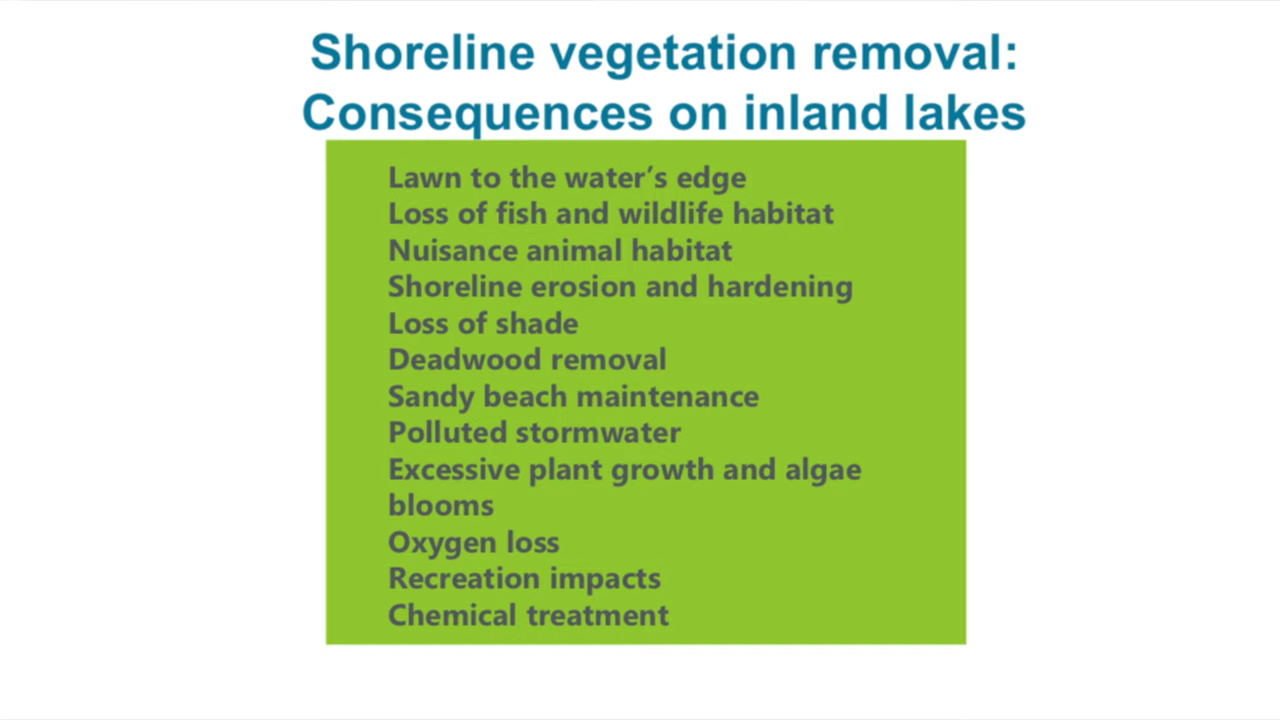 Shoreline vegetation removal:
Consequences on inland lakes
Lawn to the water’s edge
Loss of fish and wildlife habitat
Nuisance animal habitat
Shoreline erosion and hardening
Loss of shade
Deadwood removal
Sandy beach maintenance
Polluted stormwater
Excessive plant growth and algae
blooms
Oxygen loss
Recreation impacts
Chemical treatment